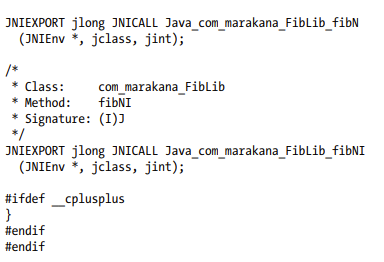 JNIEXPORT jlong JNICALL Java_com_marakana_FibLib_fibN
  (JNIEnv *, jclass, jint);

/*
 * Class:     com_marakana_FibLib
 * Method:    fibNI
 * Signature: (I)J
 */
JNIEXPORT jlong JNICALL Java_com_marakana_FibLib_fibNI
  (JNIEnv *, jclass, jint);

#ifdef __cplusplus
}
#endif
#endif